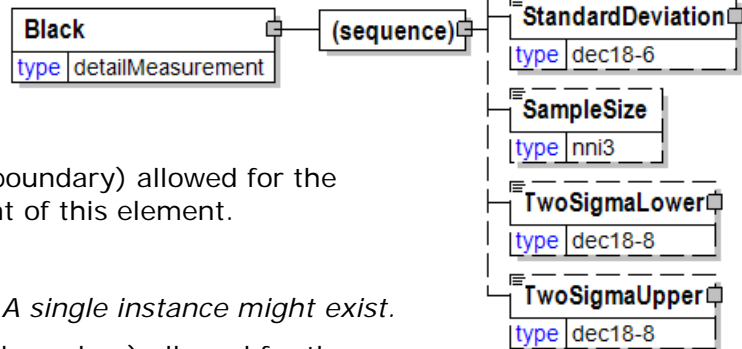 StandardDeviation
Black
(sequence)
type dec18-6
type detailMeasurement
SampleSize
type nni3
boundary) allowed for the
t of this element.
TwoSigmaLower
type dec18-8
A single instance might exist.
TwoSigmaUpper
type dec18-8